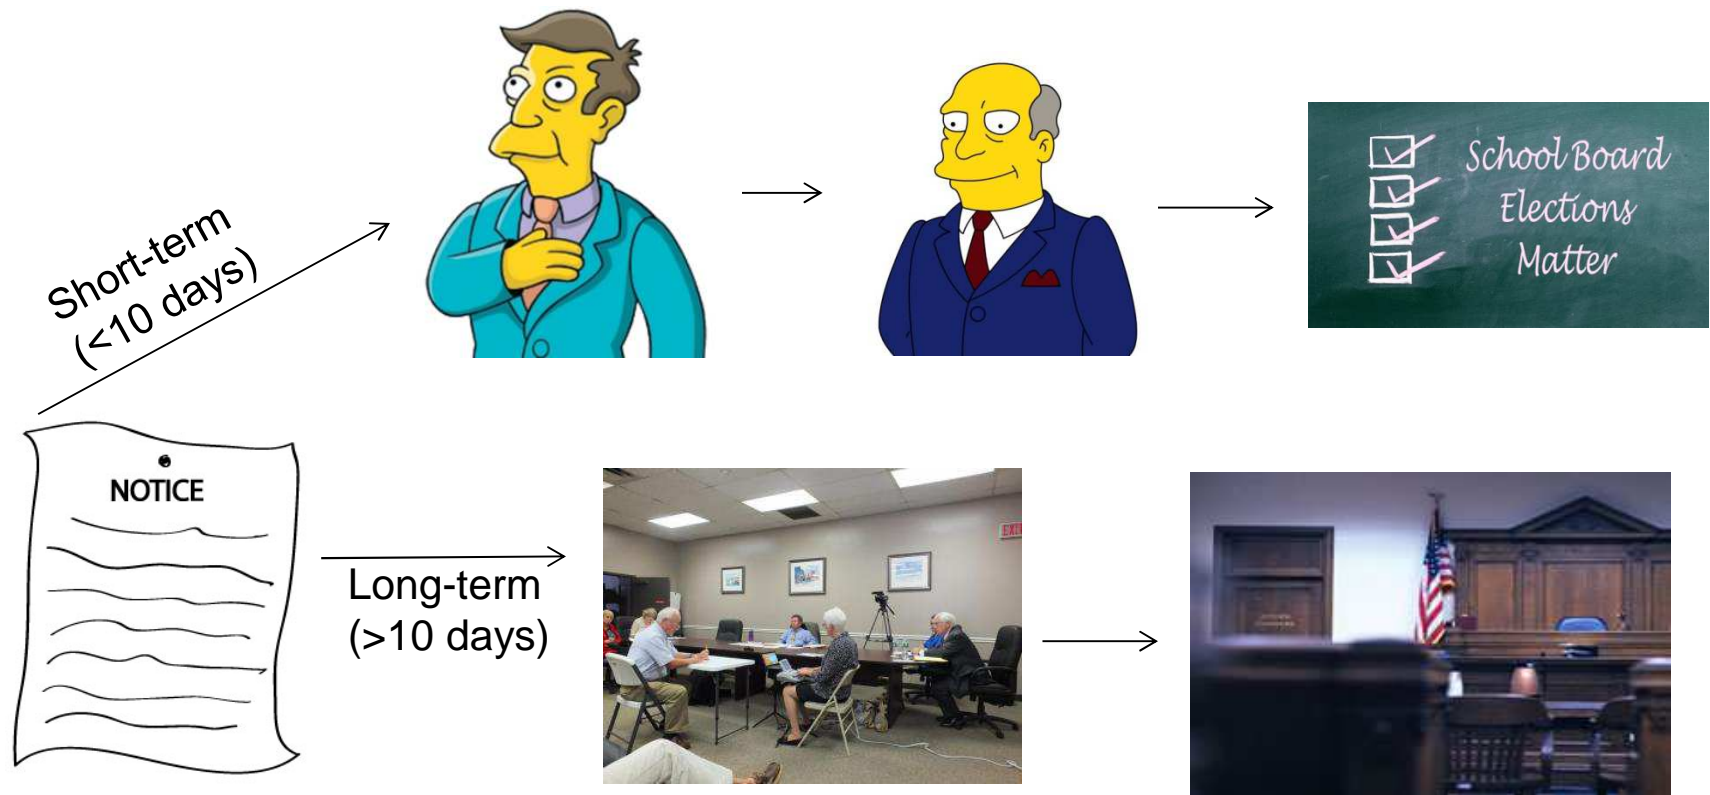 Short-term
(<10 days)
School Board
Elections
Matter
NOTICE
Long-term
(>10 days)